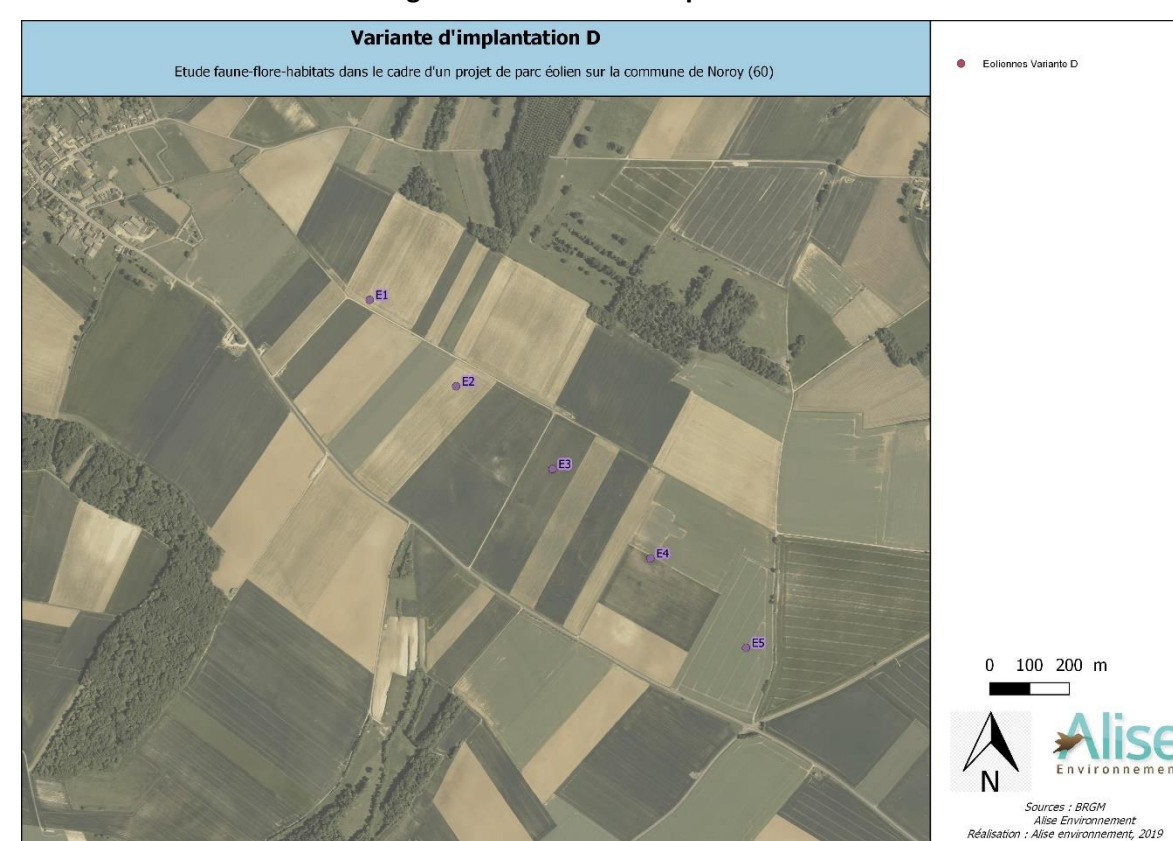 Variante d'implantation D
Etude faune-flore-habitats dans le cadre d'un projet de parc éolien sur la commune de Noroy (60)
Eoliennes Variante D
E1
E2
E3
E4
E5
0 100 200 m
N
Alise
Environnement
Sources : BRGM
Alise Environnement
Réalisation : Alise environnement, 2019